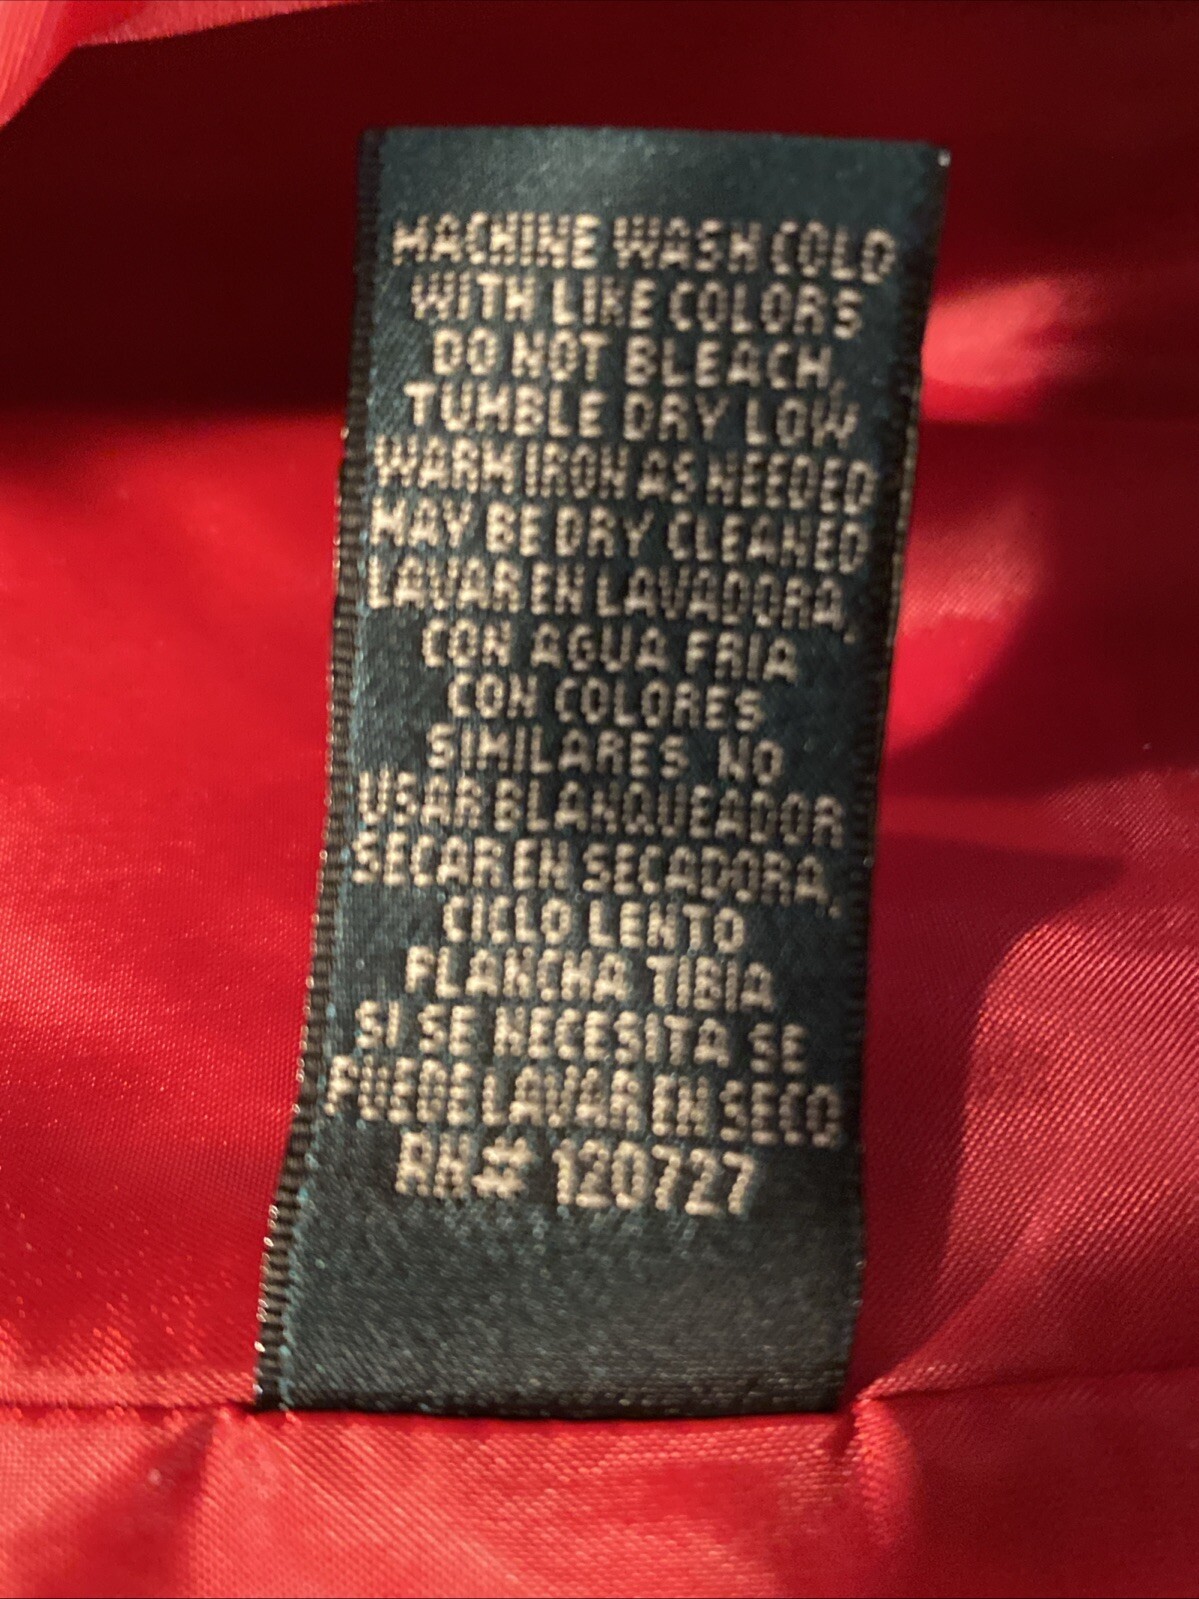 MACHINE WASH COLD
WITH LIKE COLORS
DO NOT BLEACH,
TUMBLE DRY LOW
WARM IRON AS NEEDED
MAY BE DRY CLEANED
LAVAR EN LAVADORA,
CON AGUA FRIA
CON COLORES
SIMILARES NO
USAR BLANQUEADOR
SECAR EN SECADORA,
CICLO LENTO
PLANCHA TIBIA
SI SE NECESITA SE
PUEDE LAVAR EN SECO
RN# 120727